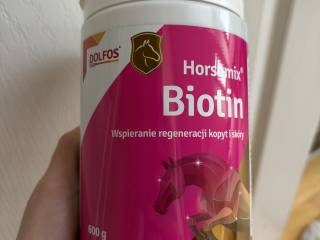 DOLFOS
Horsemix®
Biotin
Wspieranie regeneracji kopyt i skóry
600 g